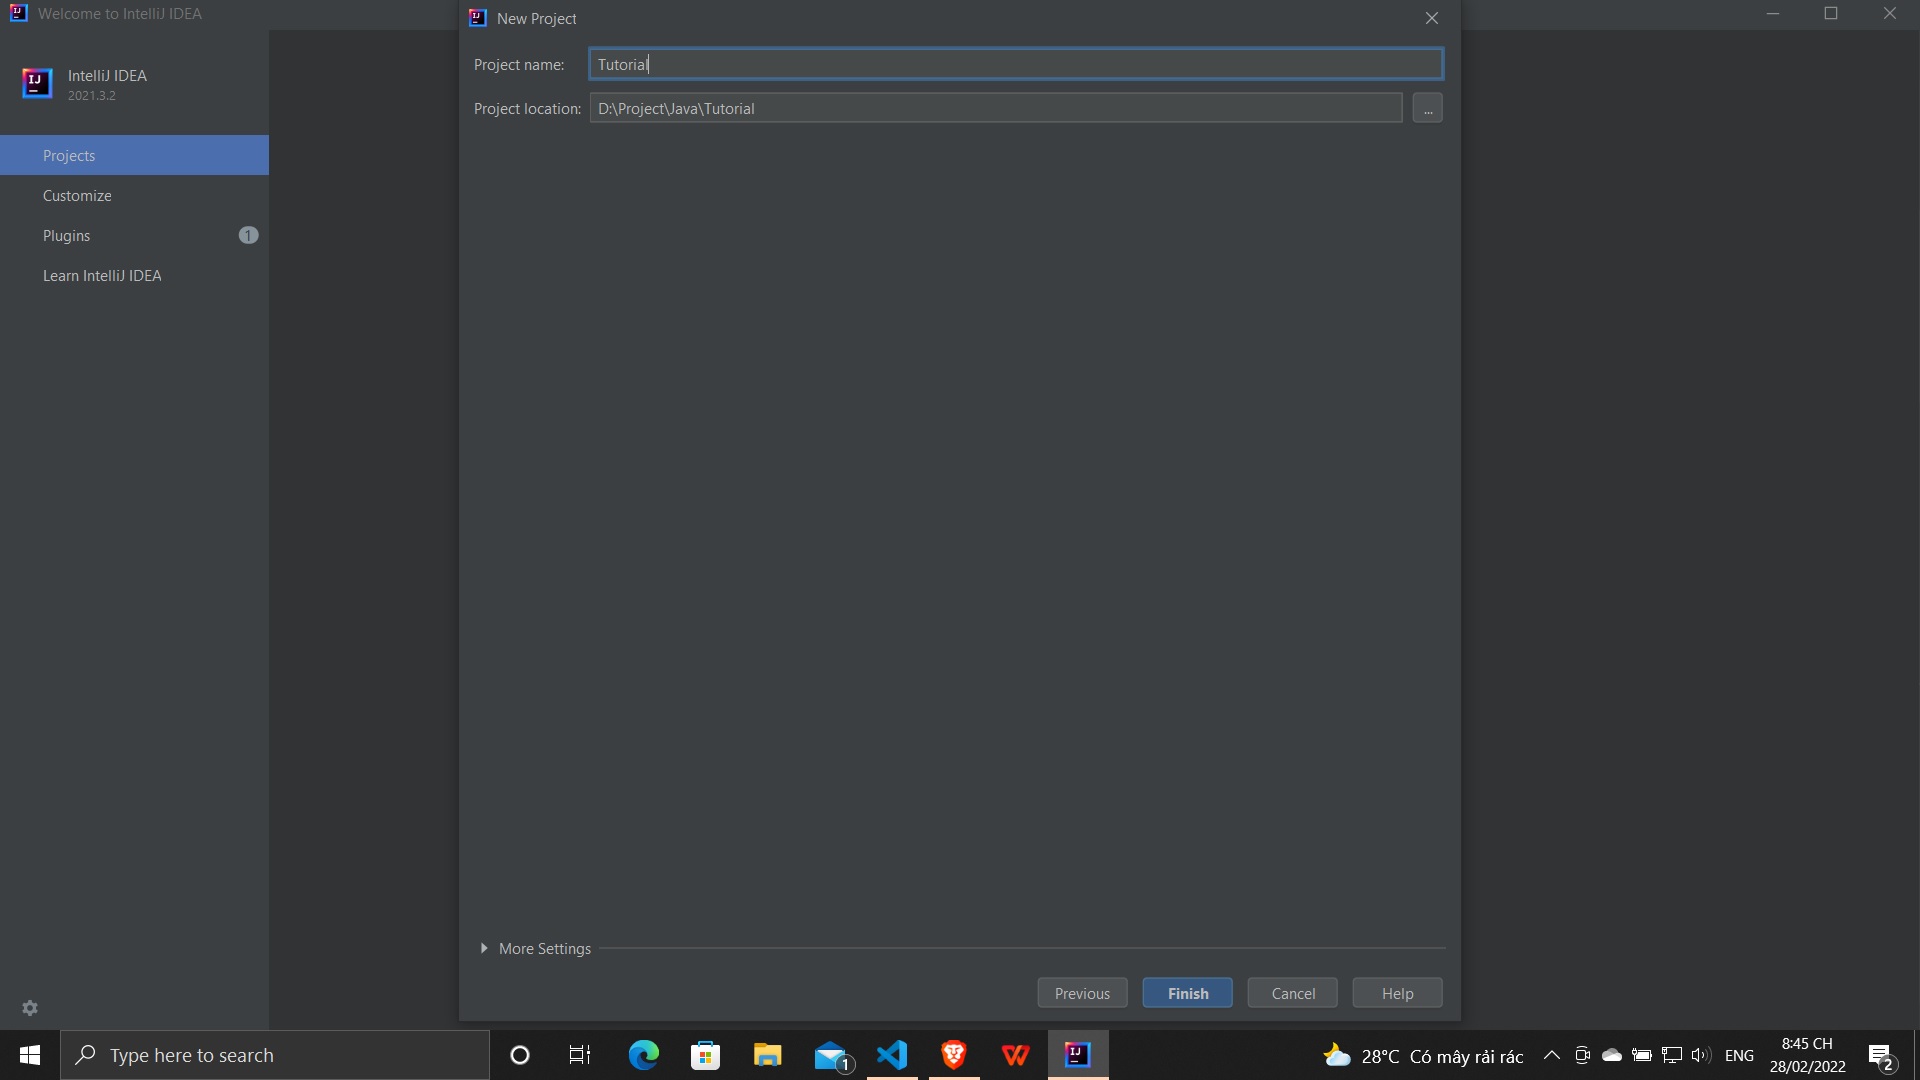 Welcome to IntelliJ IDEA
New Project
IntelliJ IDEA
2021.3.2
Projects
Customize
Plugins
1
Learn IntelliJ IDEA
Project name:
Tutorial
Project location:
D:\Project\Java\Tutorial
...
More Settings
Previous
Finish
Cancel
Help
Type here to search
1
28°C Có mây rải rác
ENG
8:45 CH
28/02/2022
2